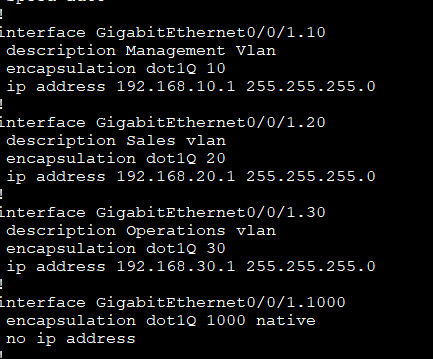 !
interface GigabitEthernet0/0/1.10
description Management Vlan
encapsulation dot1Q 10
ip address 192.168.10.1 255.255.255.0
!
interface GigabitEthernet0/0/1.20
description Sales vlan
encapsulation dot1Q 20
ip address 192.168.20.1 255.255.255.0
!
interface GigabitEthernet0/0/1.30
description Operations vlan
encapsulation dot1Q 30
ip address 192.168.30.1 255.255.255.0
!
interface GigabitEthernet0/0/1.1000
encapsulation dot1Q 1000 native
no ip address
!